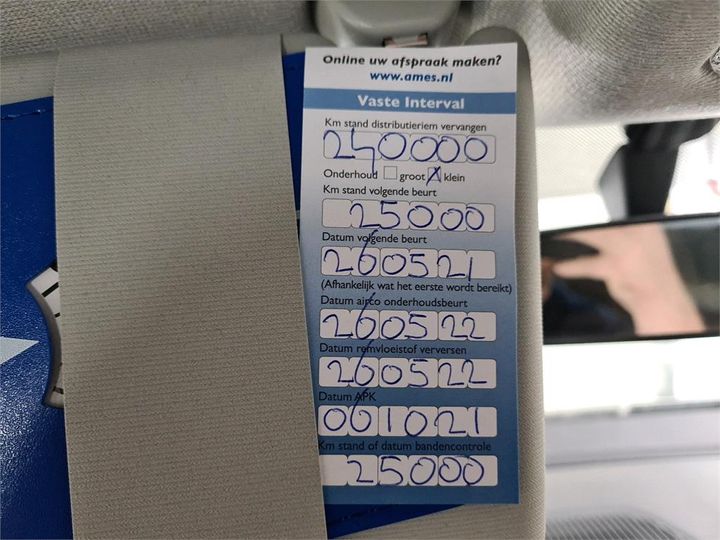 Online uw afspraak maken?
www.ames.nl
Vaste Interval
Km stand distributieriem vervangen
240000
Onderhoud groot X klein
Km stand volgende beurt
25000
Datum volgende beurt
260521
(Afhankelijk wat het eerste wordt bereikt)
Datum airco onderhoudsbeurt
260522
Datum remvloeistof verversen
260522
Datum APK
061021
Km stand of datum bandencontrole
25000